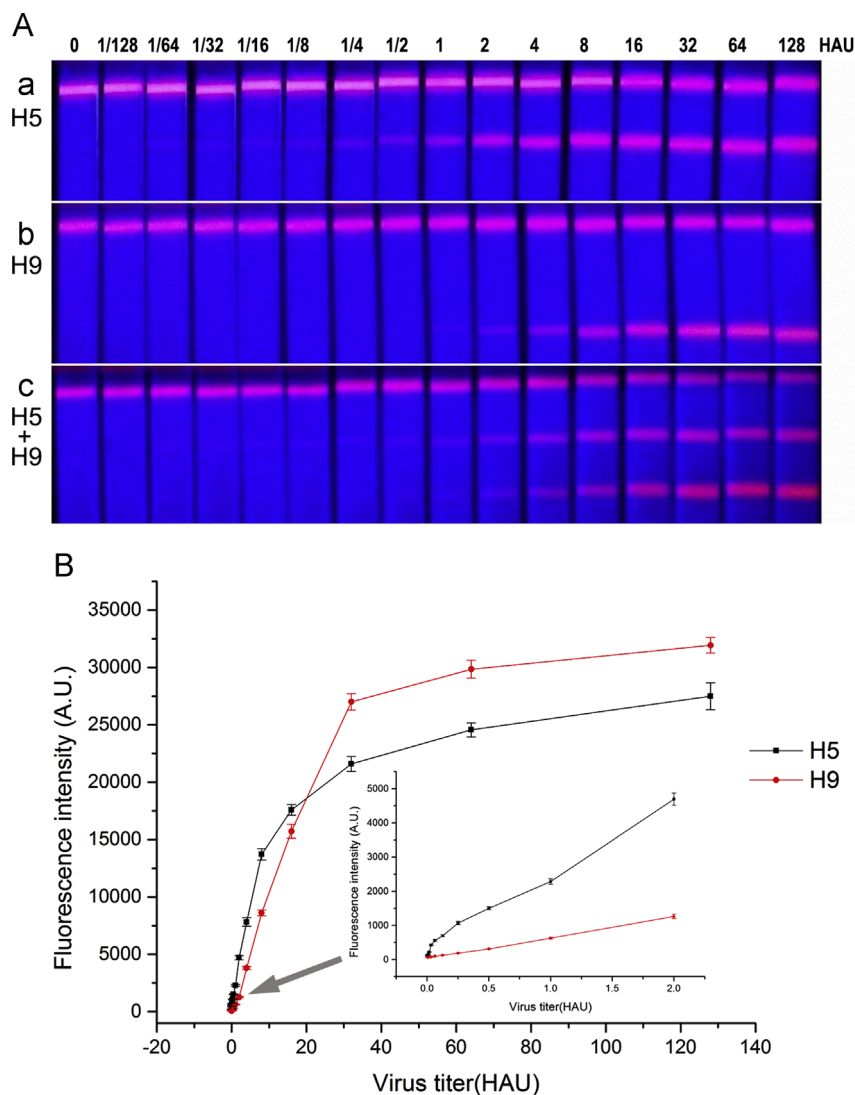 A
0 1/128 1/64 1/32 1/16 1/8 1/4 1/2 1 2 4 8 16 32 64 128 HAU
a
H5
b
H9
c
H5
+
H9
B
35000
30000
25000
20000
15000
10000
5000
0
Fluorescence intensity (A.U.)
-20 0 20 40 60 80 100 120 140
Virus titer(HAU)
H5
H9
5000
4000
3000
2000
1000
0
Fluorescence intensity (A.U.)
0.0 0.5 1.0 1.5 2.0
Virus titer(HAU)